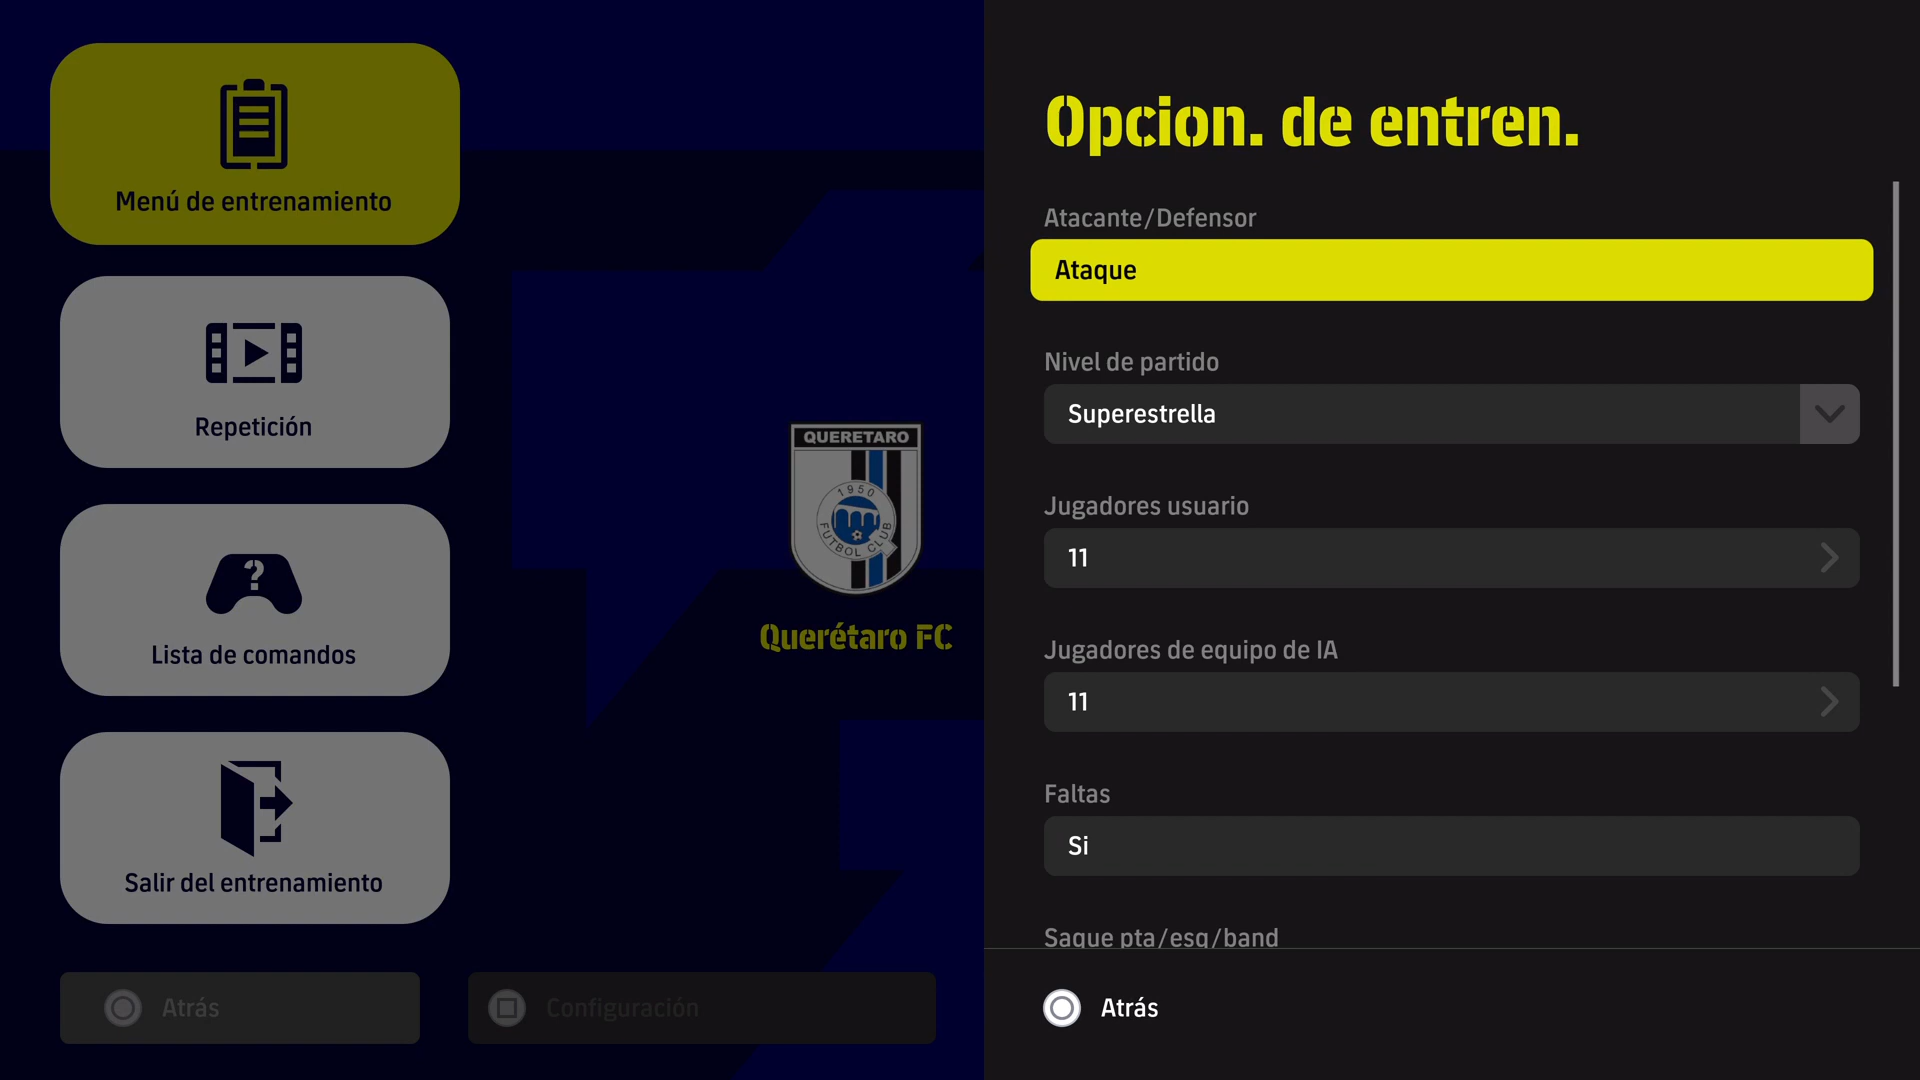 Menú de entrenamiento
Repetición
?
Lista de comandos
Salir del entrenamiento
Atrás
Configuración
QUERETARO
1950
FUTBOL CLUB
Querétaro FC
Opcion. de entren.
Atacante/Defensor
Ataque
Nivel de partido
Superestrella
Jugadores usuario
11
Jugadores de equipo de IA
11
Faltas
Si
Saque pta/esq/band
Atrás